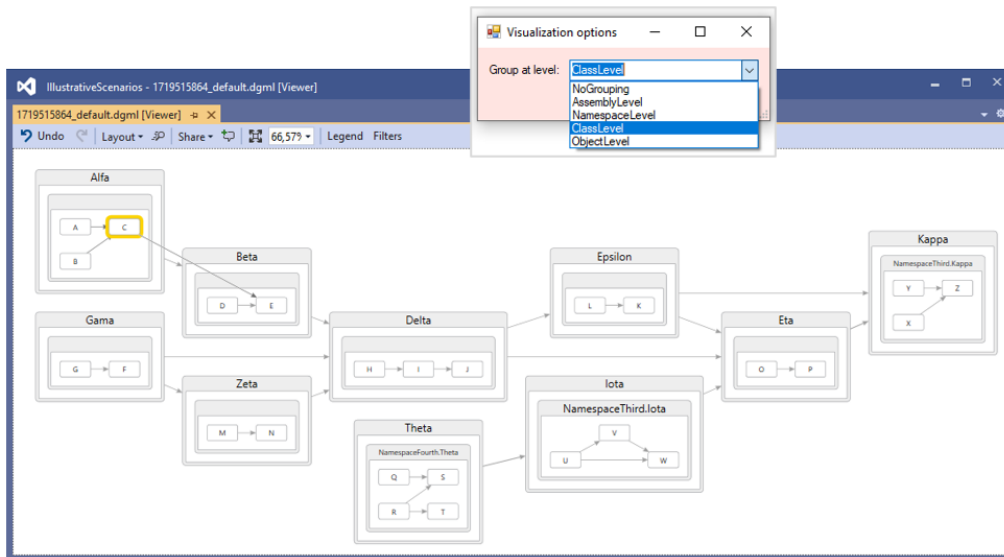 Visualization options
Group at level: ClassLevel
NoGrouping
AssemblyLevel
NamespaceLevel
ClassLevel
ObjectLevel
IllustrativeScenarios - 1719515864_default.dgml [Viewer]
1719515864_default.dgml [Viewer]
Undo Layout Share 66,579 Legend Filters
Alfa
A C
B
Beta
D E
Gama
G F
Zeta
M N
Delta
H I J
Theta
NamespaceFourth.Theta
Q S
R T
Epsilon
L K
Iota
NamespaceThird.Iota
V
U W
Eta
O P
Kappa
NamespaceThird.Kappa
Y Z
X